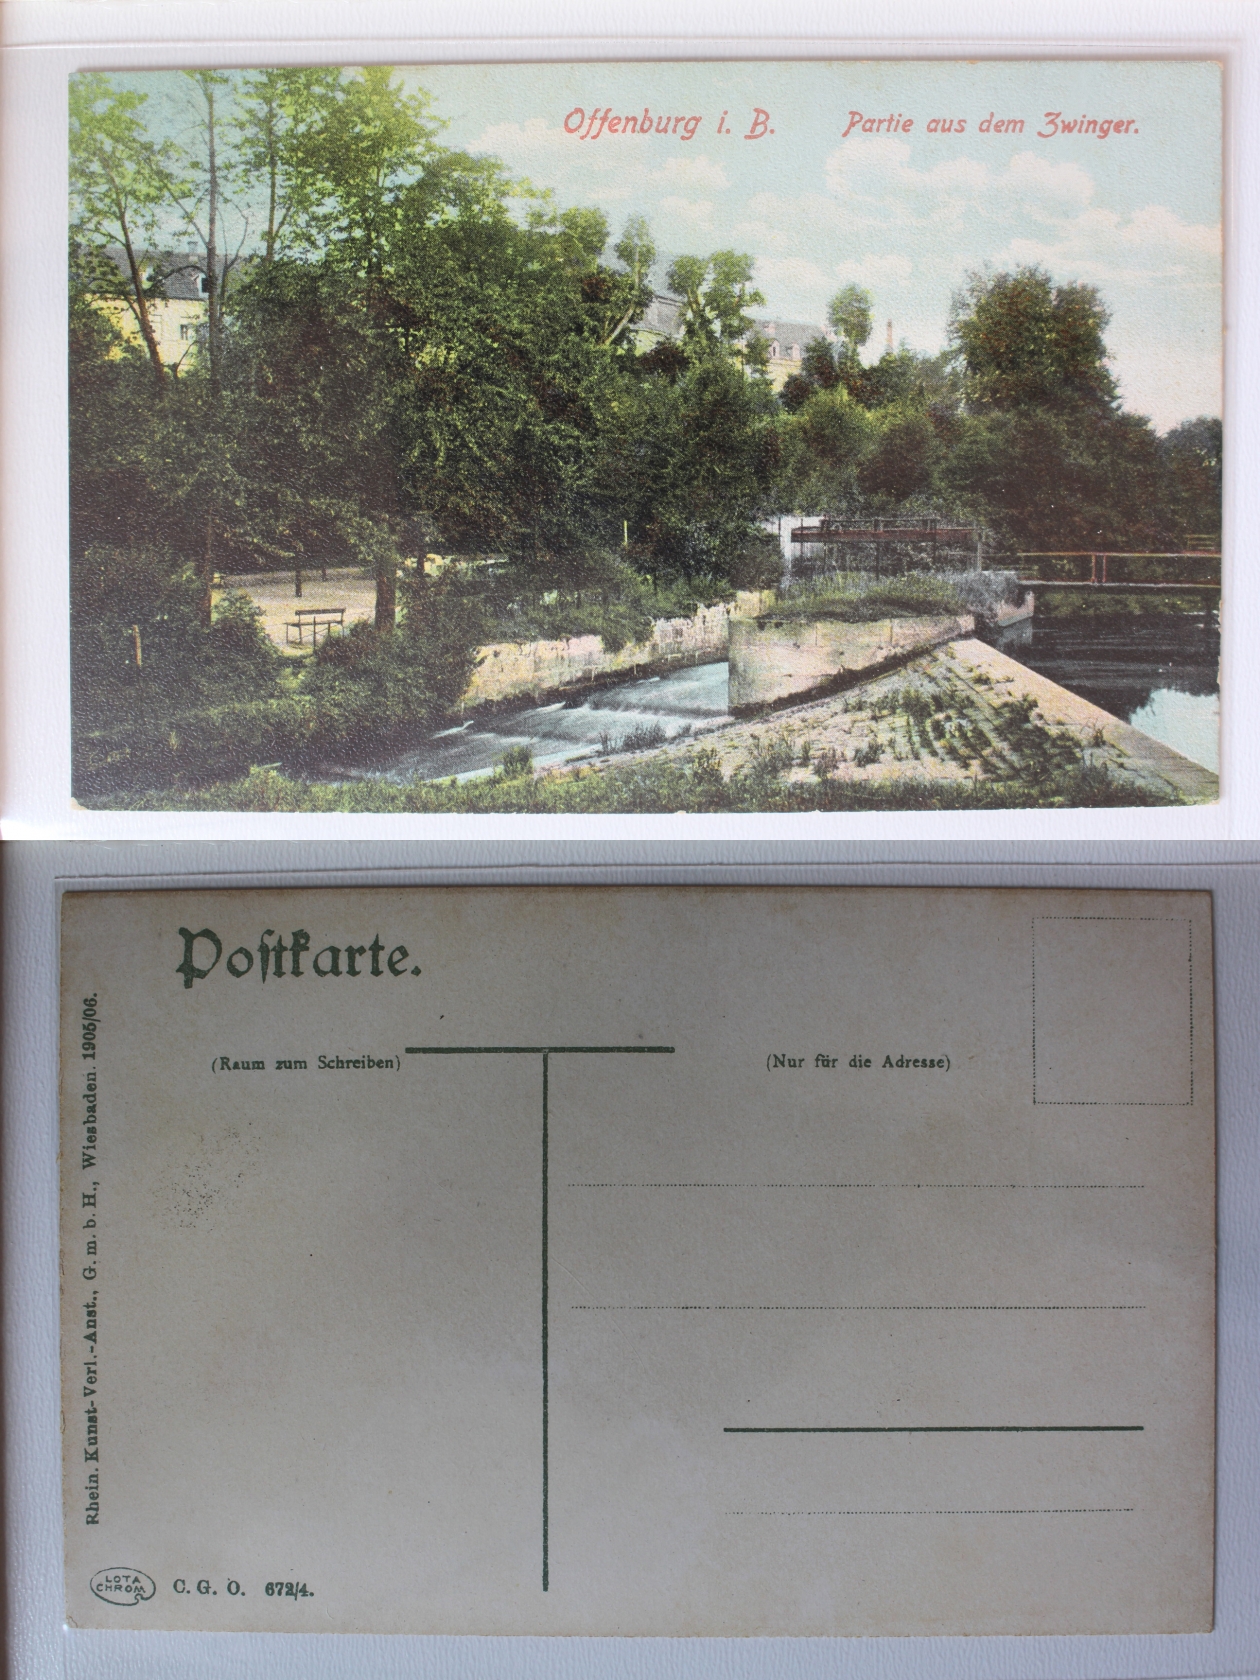 Offenburg i. B. Partie aus dem Zwinger.
Poſtkarte.
(Raum zum Schreiben) (Nur für die Adresse)
Rhein. Kunst-Verl.-Anst., G. m. b. H., Wiesbaden. 1905/06.
LOTA
CHROM
C. G. O. 672/4.